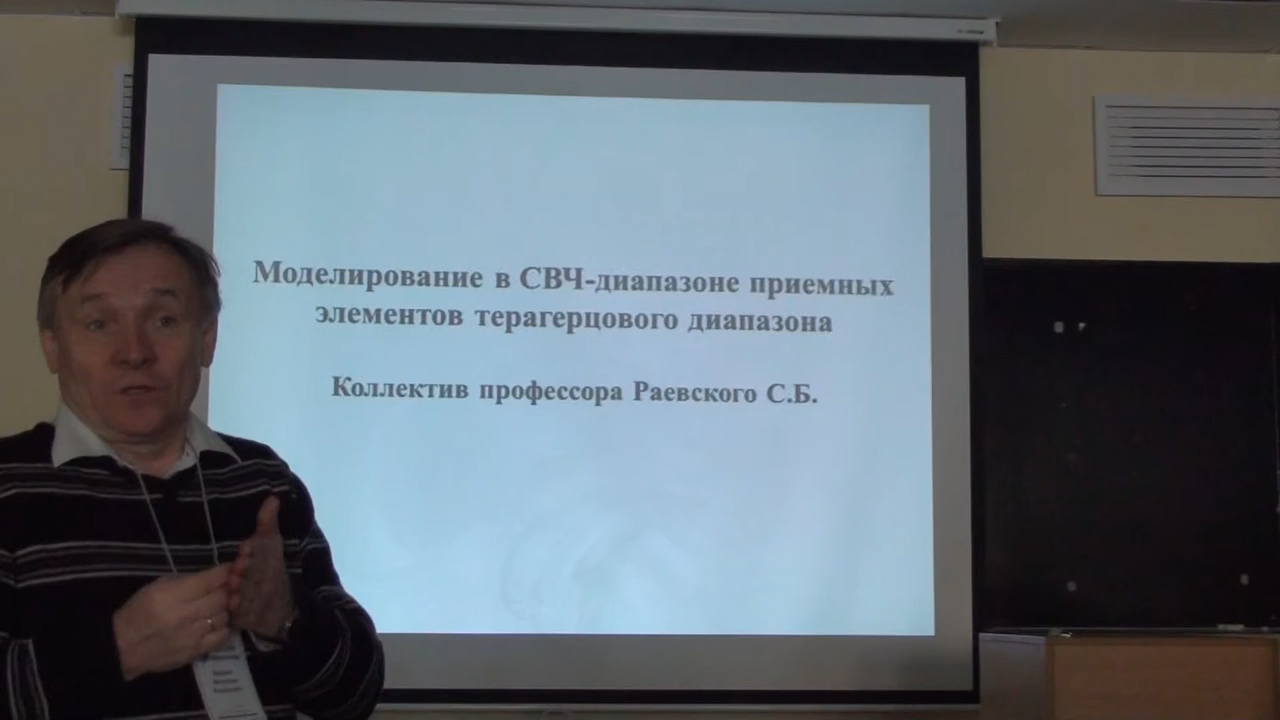 Моделирование в СВЧ-диапазоне приемных
элементов терагерцового диапазона
Коллектив профессора Раевского С.Б.